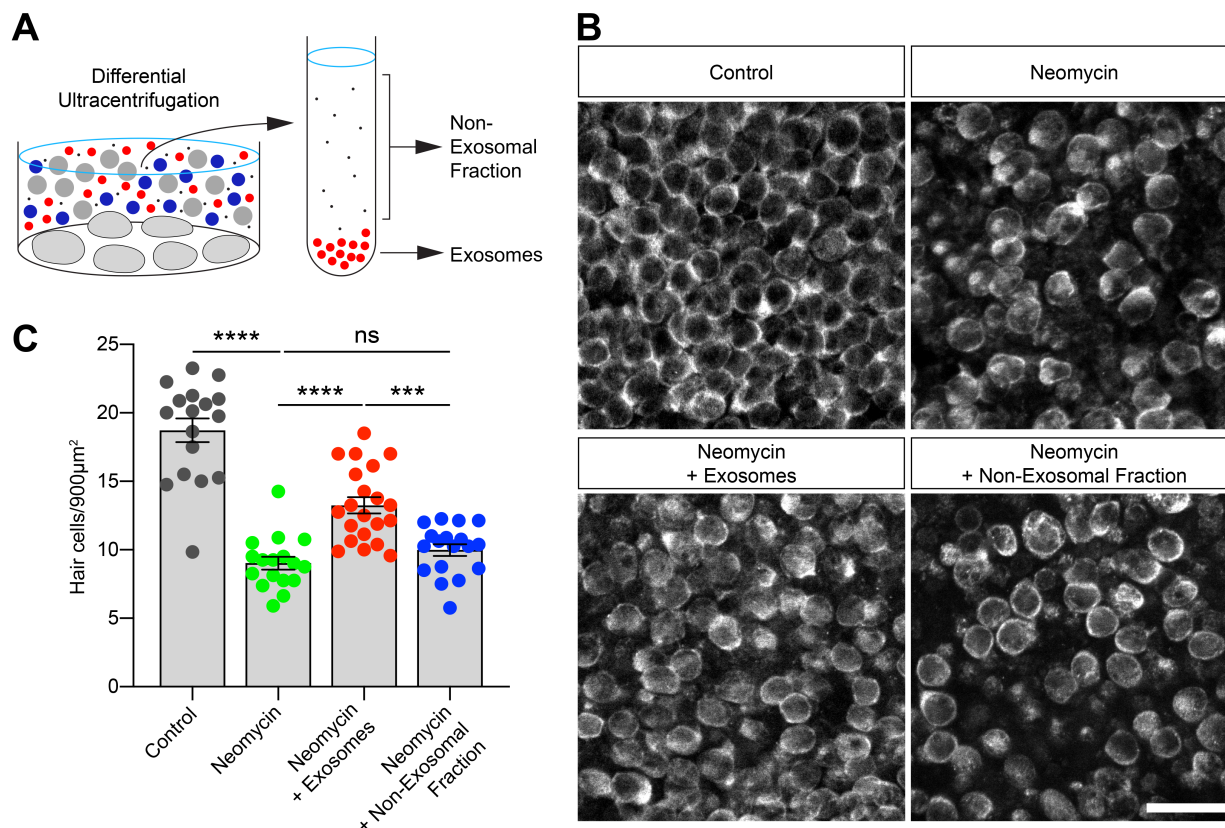 A
Differential
Ultracentrifugation
Non-
Exosomal
Fraction
Exosomes
B
Control
Neomycin
Neomycin
+ Exosomes
Neomycin
+ Non-Exosomal Fraction
C
**** ns
**** ***
25
20
15
10
5
0
Hair cells/900µm²
Control
Neomycin
Neomycin
+ Exosomes
Neomycin
+ Non-Exosomal
Fraction